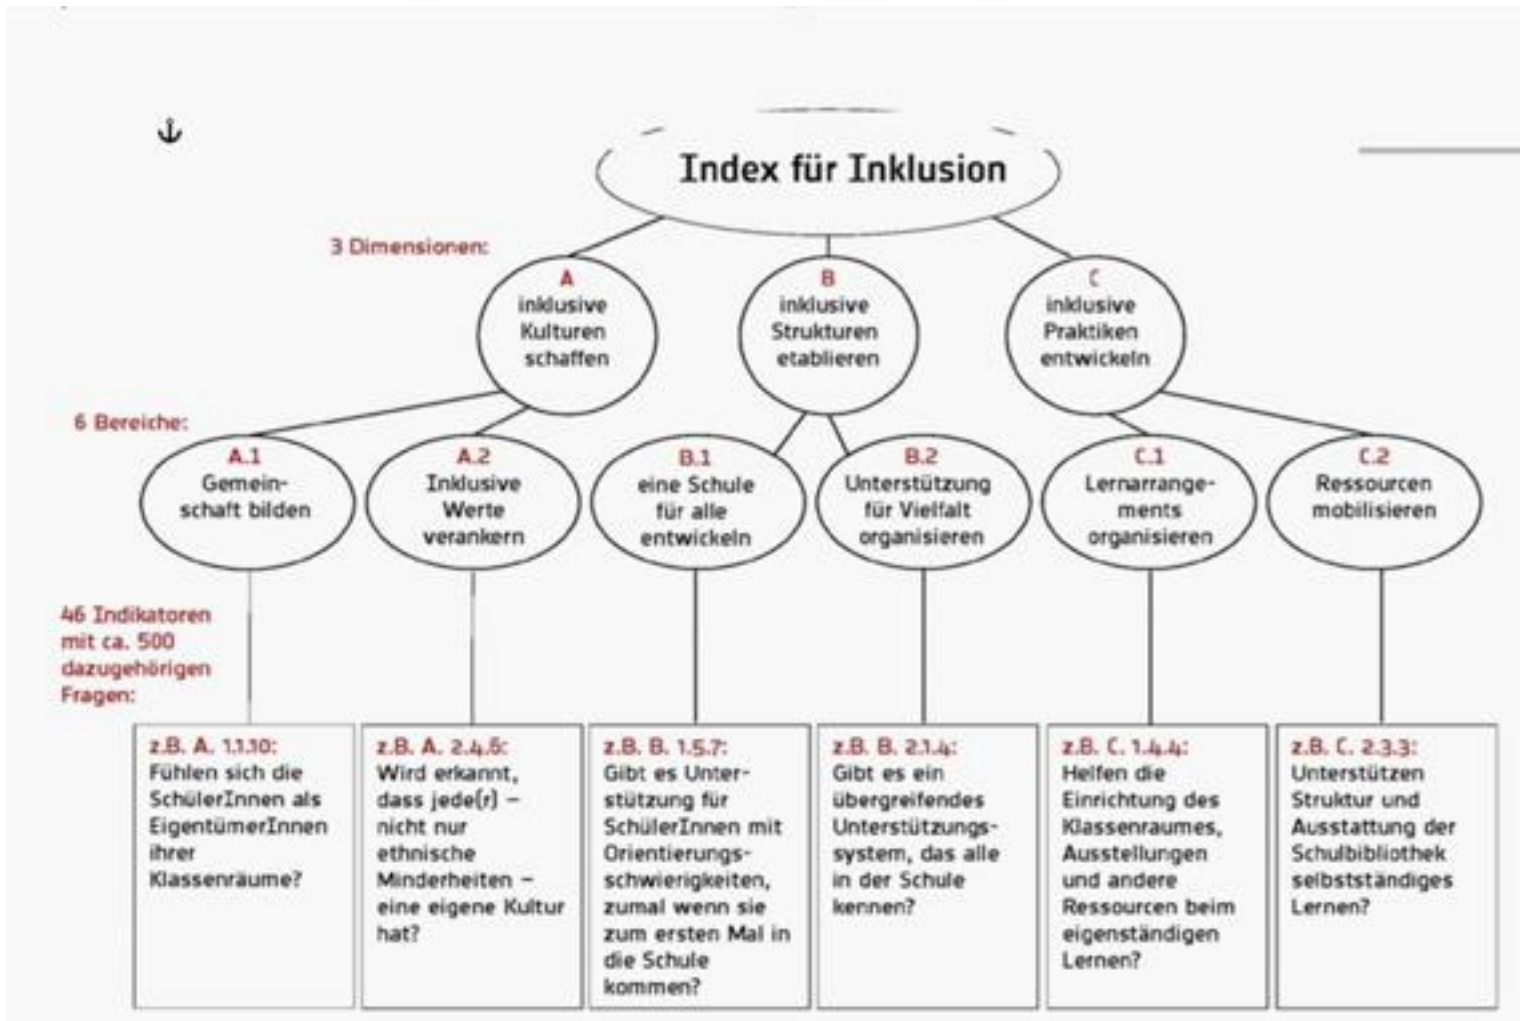 Index für Inklusion
3 Dimensionen:
A
inklusive
Kulturen
schaffen
B
inklusive
Strukturen
etablieren
C
inklusive
Praktiken
entwickeln
6 Bereiche:
A.1
Gemein-
schaft bilden
A.2
Inklusive
Werte
verankern
B.1
eine Schule
für alle
entwickeln
B.2
Unterstützung
für Vielfalt
organisieren
C.1
Lernarrange-
ments
organisieren
C.2
Ressourcen
mobilisieren
46 Indikatoren
mit ca. 500
dazugehörigen
Fragen:
z.B. A. 1.1.10:
Fühlen sich die
SchülerInnen als
EigentümerInnen
ihrer
Klassenräume?
z.B. A. 2.4.6:
Wird erkannt,
dass jede(r) –
nicht nur
ethnische
Minderheiten –
eine eigene Kultur
hat?
z.B. B. 1.5.7:
Gibt es Unter-
stützung für
SchülerInnen mit
Orientierungs-
schwierigkeiten,
zumal wenn sie
zum ersten Mal in
die Schule
kommen?
z.B. B. 2.1.4:
Gibt es ein
übergreifendes
Unterstützungs-
system, das alle
in der Schule
kennen?
z.B. C. 1.4.4:
Helfen die
Einrichtung des
Klassenraumes,
Ausstellungen
und andere
Ressourcen beim
eigenständigen
Lernen?
z.B. C. 2.3.3:
Unterstützen
Struktur und
Ausstattung der
Schulbibliothek
selbstständiges
Lernen?